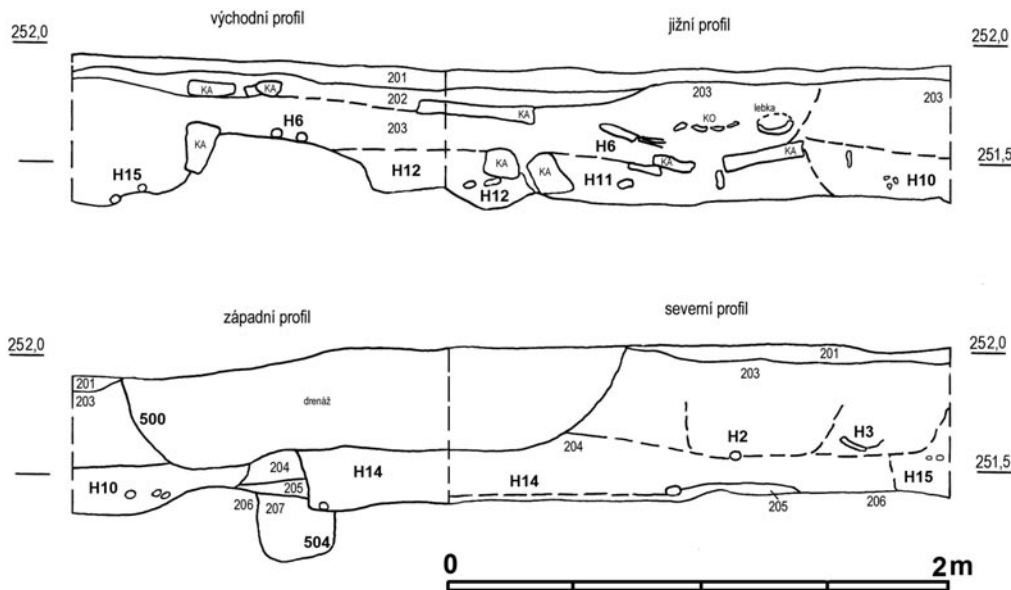 východní profil
jižní profil
252,0
252,0
201
KA
KA
202
203
203
KA
KO
lebka
203
H6
KA
H6
KA
KA
251,5
H15
H12
KA
KA
H11
H10
H12
západní profil
severní profil
252,0
252,0
201
201
203
203
500
drenáž
204
H2
H3
204
H14
H14
H15
251,5
H10
205
206
207
205
206
504
0
2 m